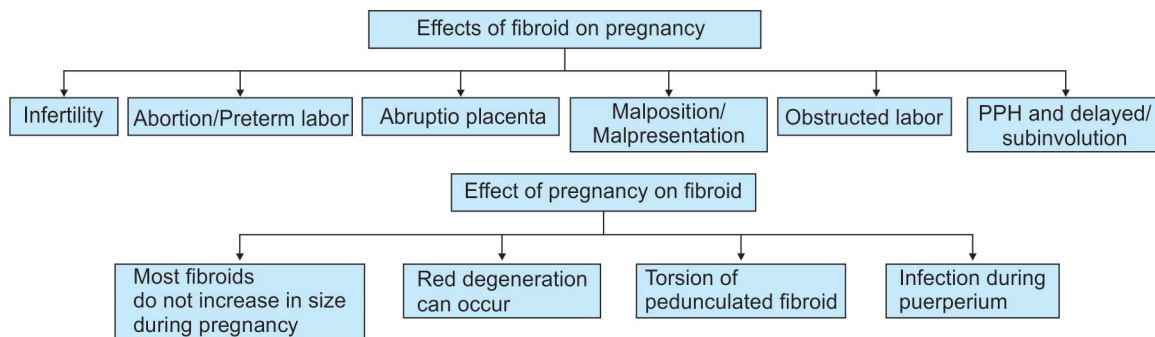 Effects of fibroid on pregnancy
Infertility
Abortion/Preterm labor
Abruptio placenta
Malposition/
Malpresentation
Obstructed labor
PPH and delayed/
subinvolution
Effect of pregnancy on fibroid
Most fibroids
do not increase in size
during pregnancy
Red degeneration
can occur
Torsion of
pedunculated fibroid
Infection during
puerperium